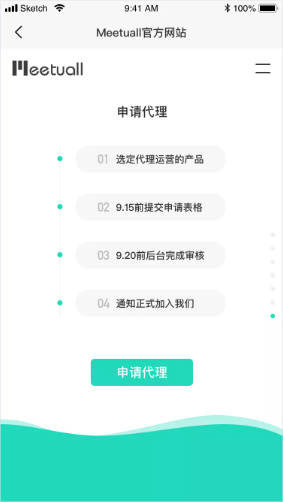 Sketch 9:41 AM 100%
Meetuall官方网站
Meetuall
申请代理
01 选定代理运营的产品
02 9.15前提交申请表格
03 9.20前后台完成审核
04 通知正式加入我们
申请代理